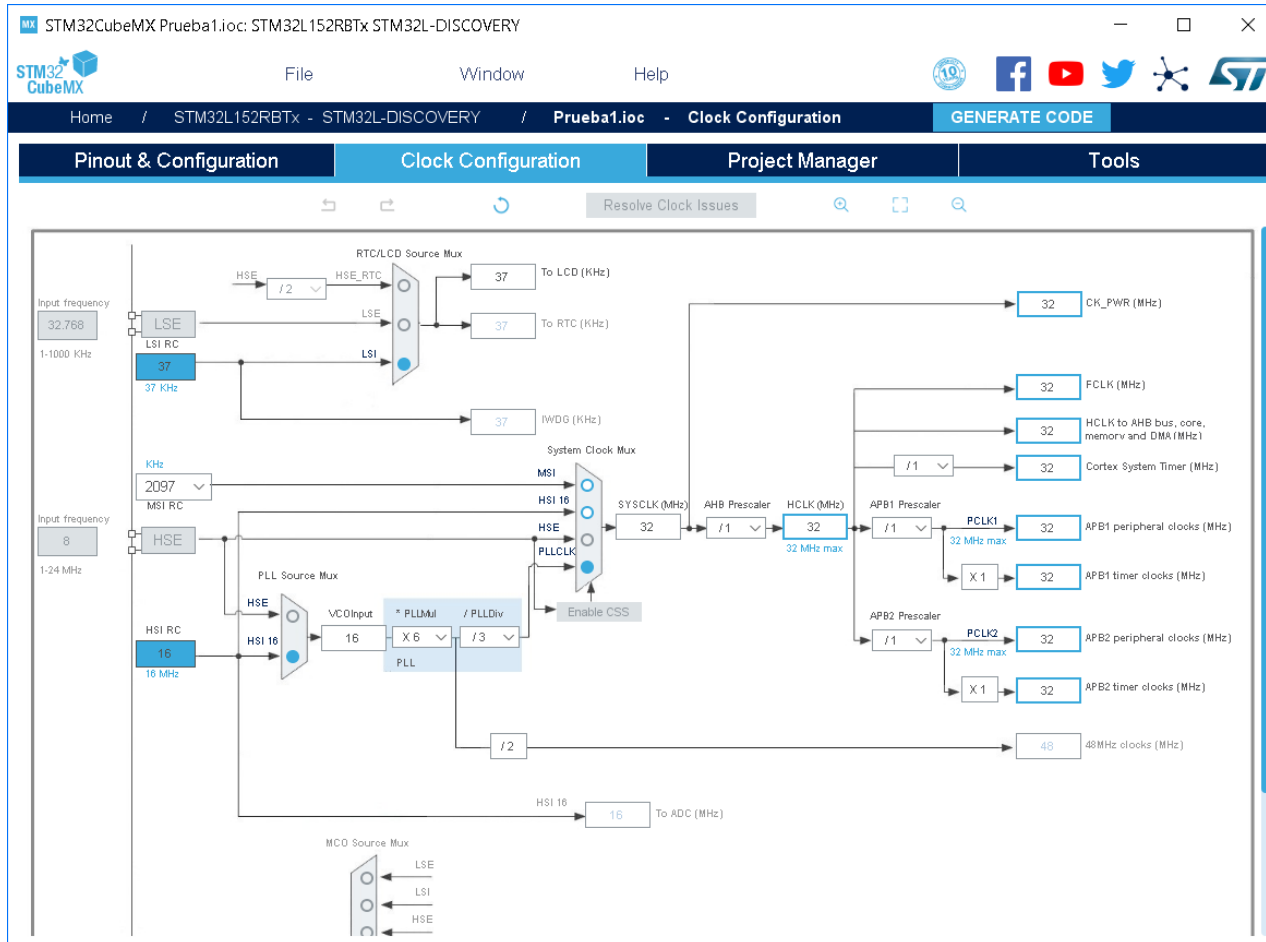 MX STM32CubeMX Prueba1.ioc: STM32L152RBTx STM32L-DISCOVERY
STM32 CubeMX File Window Help 10 ST
Home / STM32L152RBTx - STM32L-DISCOVERY / Prueba1.ioc - Clock Configuration GENERATE CODE
Pinout & Configuration Clock Configuration Project Manager Tools
Resolve Clock Issues
RTC/LCD Source Mux
HSE / 2 HSE_RTC 37 To LCD (KHz)
Input frequency
32.768
1-1000 KHz
LSE
LSE
37 To RTC (KHz)
LSI RC
37
37 KHz
LSI
37 IWDG (KHz)
32 CK_PWR (MHz)
32 FCLK (MHz)
32 HCLK to AHB bus, core,
memory and DMA (MHz)
/ 1 32 Cortex System Timer (MHz)
System Clock Mux
KHz
2097
MSI RC
MSI
HSI 16
HSE
PLLCLK
Input frequency
8
1-24 MHz
HSE
SYSCLK (MHz)
32
AHB Prescaler
/ 1
HCLK (MHz)
32
32 MHz max
APB1 Prescaler
/ 1
PCLK1
32 MHz max
32 APB1 peripheral clocks (MHz)
X 1 32 APB1 timer clocks (MHz)
Enable CSS
PLL Source Mux
HSE
HSI 16
HSI RC
16
16 MHz
VCOInput
16
* PLLMul
X 6
/ PLLDiv
/ 3
PLL
APB2 Prescaler
/ 1
PCLK2
32 MHz max
32 APB2 peripheral clocks (MHz)
X 1 32 APB2 timer clocks (MHz)
/ 2 48 48MHz clocks (MHz)
HSI 16 16 To ADC (MHz)
MCO Source Mux
LSE
LSI
HSE